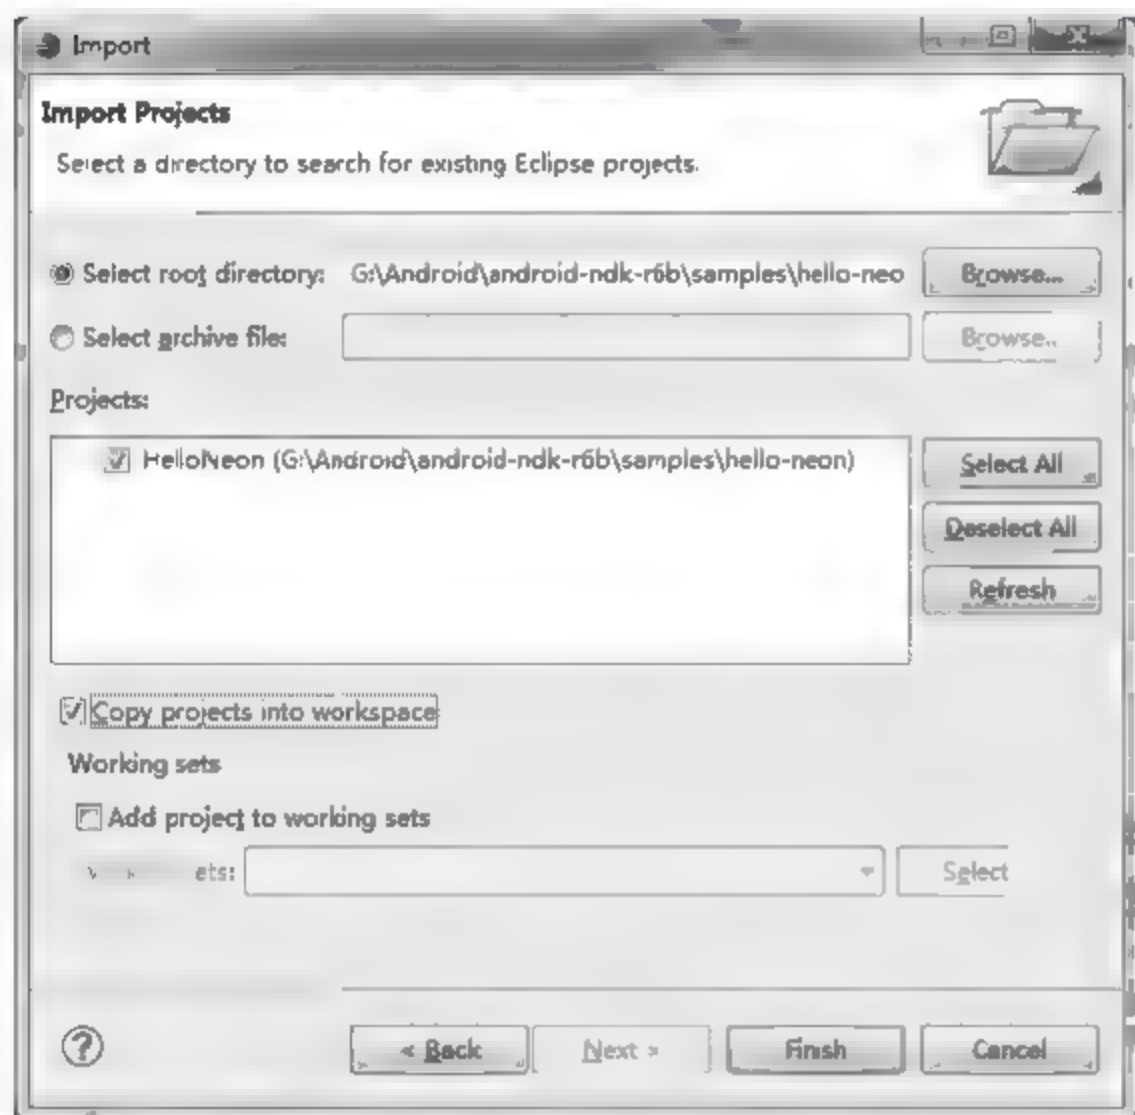 Import
Import Projects
Select a directory to search for existing Eclipse projects.
Select root directory: G:\Android\android-ndk-r6b\samples\hello-neo Browse...
Select archive file: Browse..
Projects:
HelloNeon (G:\Android\android-ndk-r6b\samples\hello-neon)
Select All
Deselect All
Refresh
Copy projects into workspace
Working sets
Add project to working sets
Select
? < Back Next > Finish Cancel